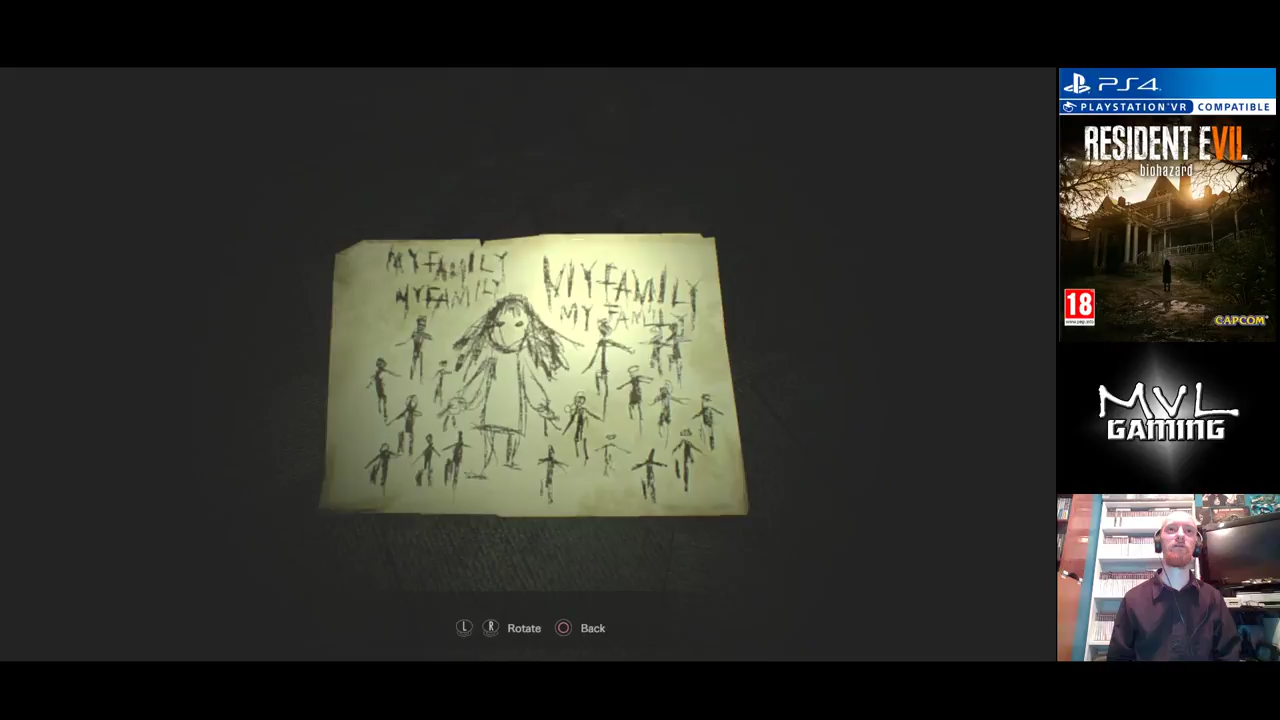 MY FAMILY
MY FAMILY
MY FAMILY
MY FAMILY
L R Rotate Back
PS4
PLAYSTATION VR COMPATIBLE
RESIDENT EVII.
biohazard
18
CAPCOM
MVL
GAMING